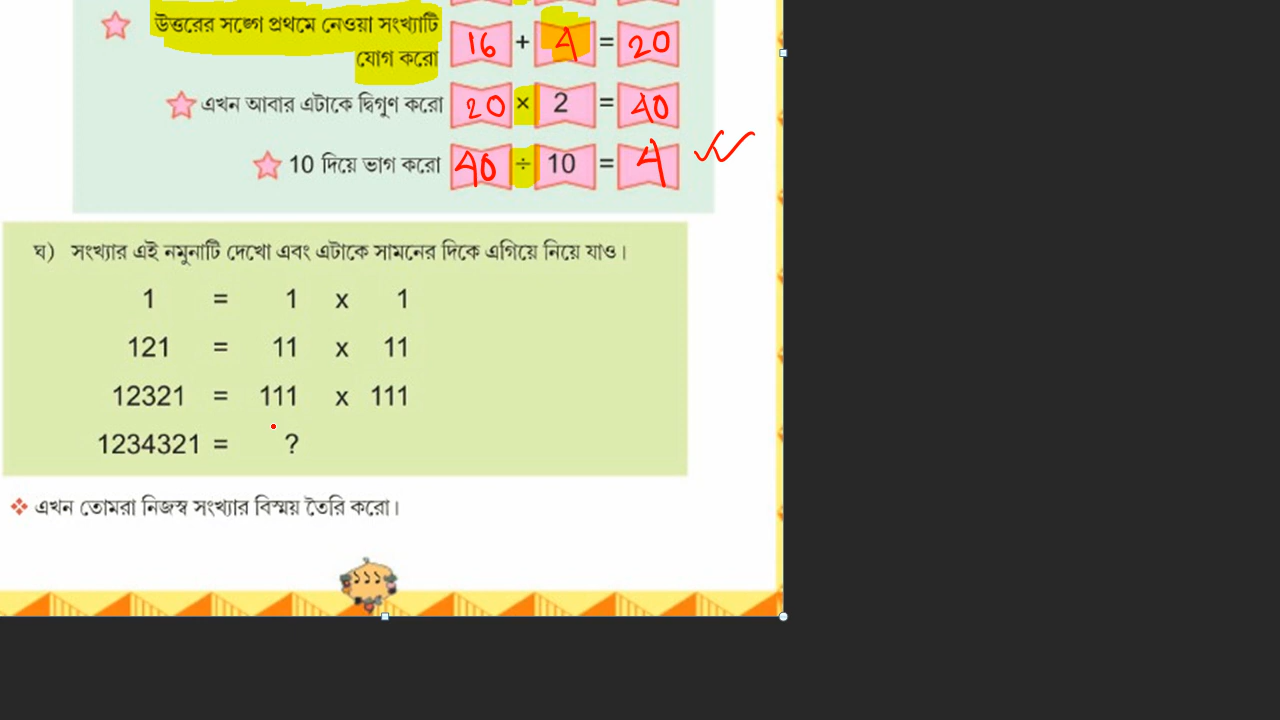 উত্তরের সঙ্গে প্রথমে নেওয়া সংখ্যাটি 16 + 4 = 20
যোগ করো
এখন আবার এটাকে দ্বিগুণ করো 20 × 2 = 40
10 দিয়ে ভাগ করো 40 ÷ 10 = 4
ঘ) সংখ্যার এই নমুনাটি দেখো এবং এটাকে সামনের দিকে এগিয়ে নিয়ে যাও।
1 = 1 x 1
121 = 11 x 11
12321 = 111 x 111
1234321 = ?
এখন তোমরা নিজস্ব সংখ্যার বিস্ময় তৈরি করো।
১১১